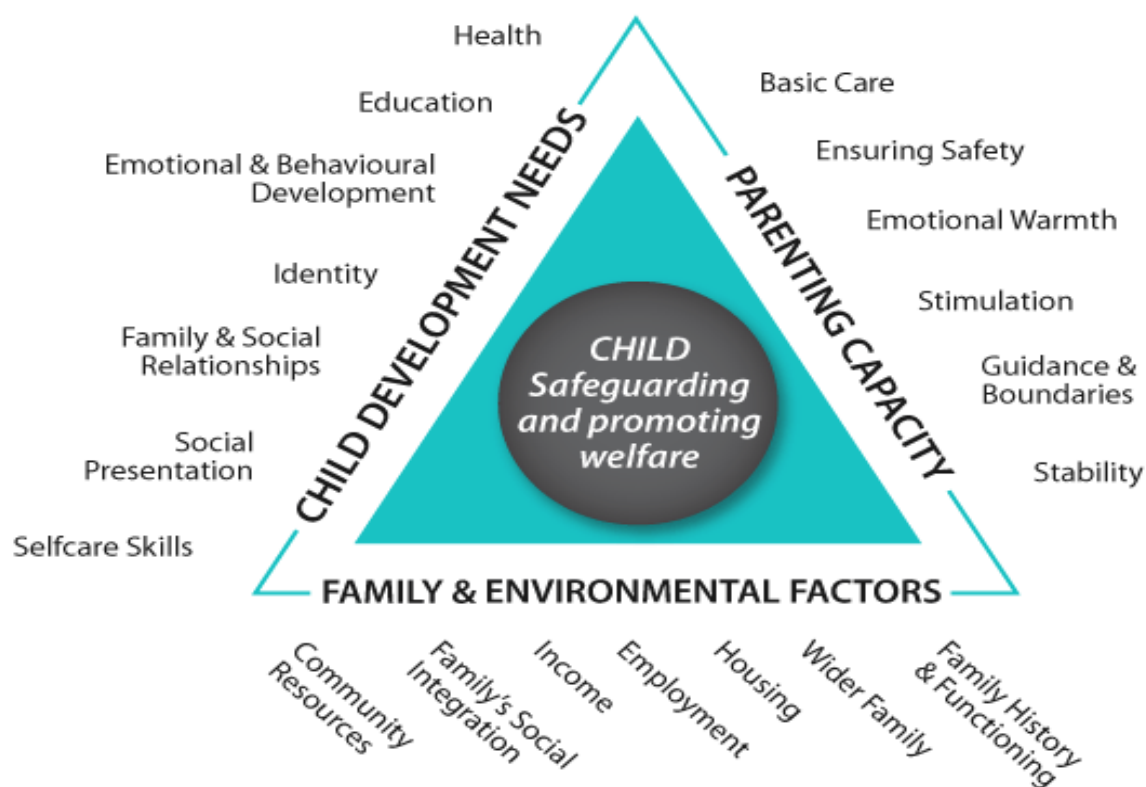 Health
Education
Emotional & Behavioural
Development
Identity
Family & Social
Relationships
Social
Presentation
Selfcare Skills
CHILD DEVELOPMENT NEEDS
CHILD
Safeguarding
and promoting
welfare
PARENTING CAPACITY
Basic Care
Ensuring Safety
Emotional Warmth
Stimulation
Guidance &
Boundaries
Stability
FAMILY & ENVIRONMENTAL FACTORS
Community
Resources
Family's Social
Integration
Income
Employment
Housing
Wider Family
Family History
& Functioning